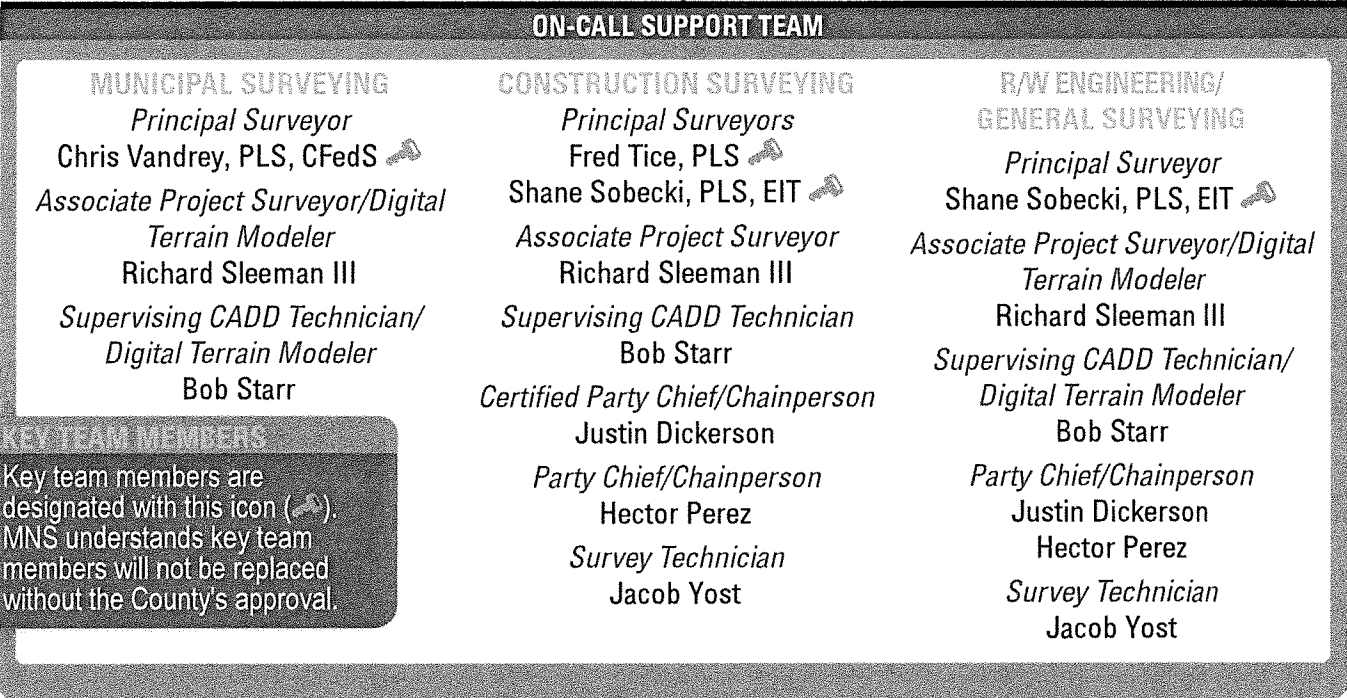 ON-CALL SUPPORT TEAM
MUNICIPAL SURVEYING
Principal Surveyor
Chris Vandrey, PLS, CFedS
Associate Project Surveyor/Digital
Terrain Modeler
Richard Sleeman III
Supervising CADD Technician/
Digital Terrain Modeler
Bob Starr
KEY TEAM MEMBERS
Key team members are
designated with this icon ( ).
MNS understands key team
members will not be replaced
without the County's approval.
CONSTRUCTION SURVEYING
Principal Surveyors
Fred Tice, PLS
Shane Sobecki, PLS, EIT
Associate Project Surveyor
Richard Sleeman III
Supervising CADD Technician
Bob Starr
Certified Party Chief/Chainperson
Justin Dickerson
Party Chief/Chainperson
Hector Perez
Survey Technician
Jacob Yost
R/W ENGINEERING/
GENERAL SURVEYING
Principal Surveyor
Shane Sobecki, PLS, EIT
Associate Project Surveyor/Digital
Terrain Modeler
Richard Sleeman III
Supervising CADD Technician/
Digital Terrain Modeler
Bob Starr
Party Chief/Chainperson
Justin Dickerson
Hector Perez
Survey Technician
Jacob Yost